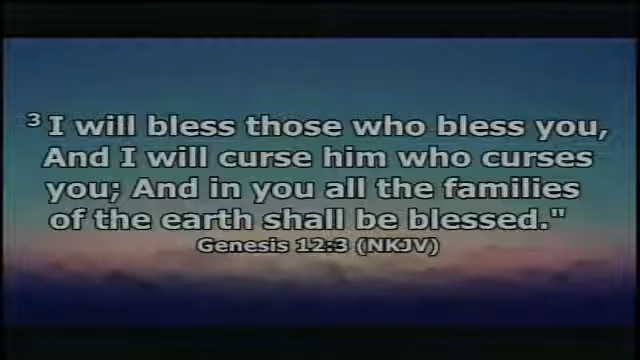 3 I will bless those who bless you,
And I will curse him who curses
you; And in you all the families
of the earth shall be blessed."
Genesis 12:3 (NKJV)